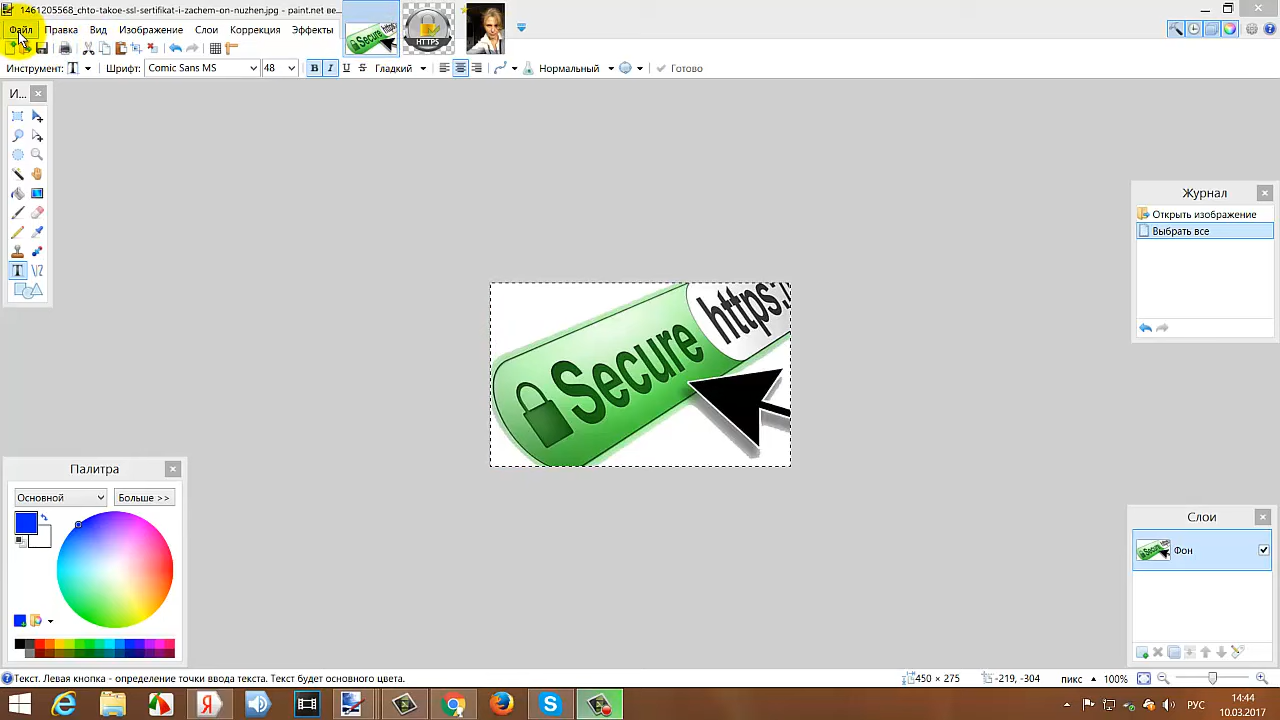 1461205568_chto-takoe-ssl-sertifikat-i-zachem-on-nuzhen.jpg - paint.net ве...
Файл Правка Вид Изображение Слои Коррекция Эффекты
Инструмент: T Шрифт: Comic Sans MS 48 B I U S Гладкий Нормальный Готово
И...
Журнал
Открыть изображение
Выбрать все
Secure https:
HTTPS
Палитра
Основной Больше >>
Слои
Фон
Текст. Левая кнопка - определение точки ввода текста. Текст будет основного цвета.
450 × 275 -219, -304 пикс 100%
РУС 14:44
10.03.2017